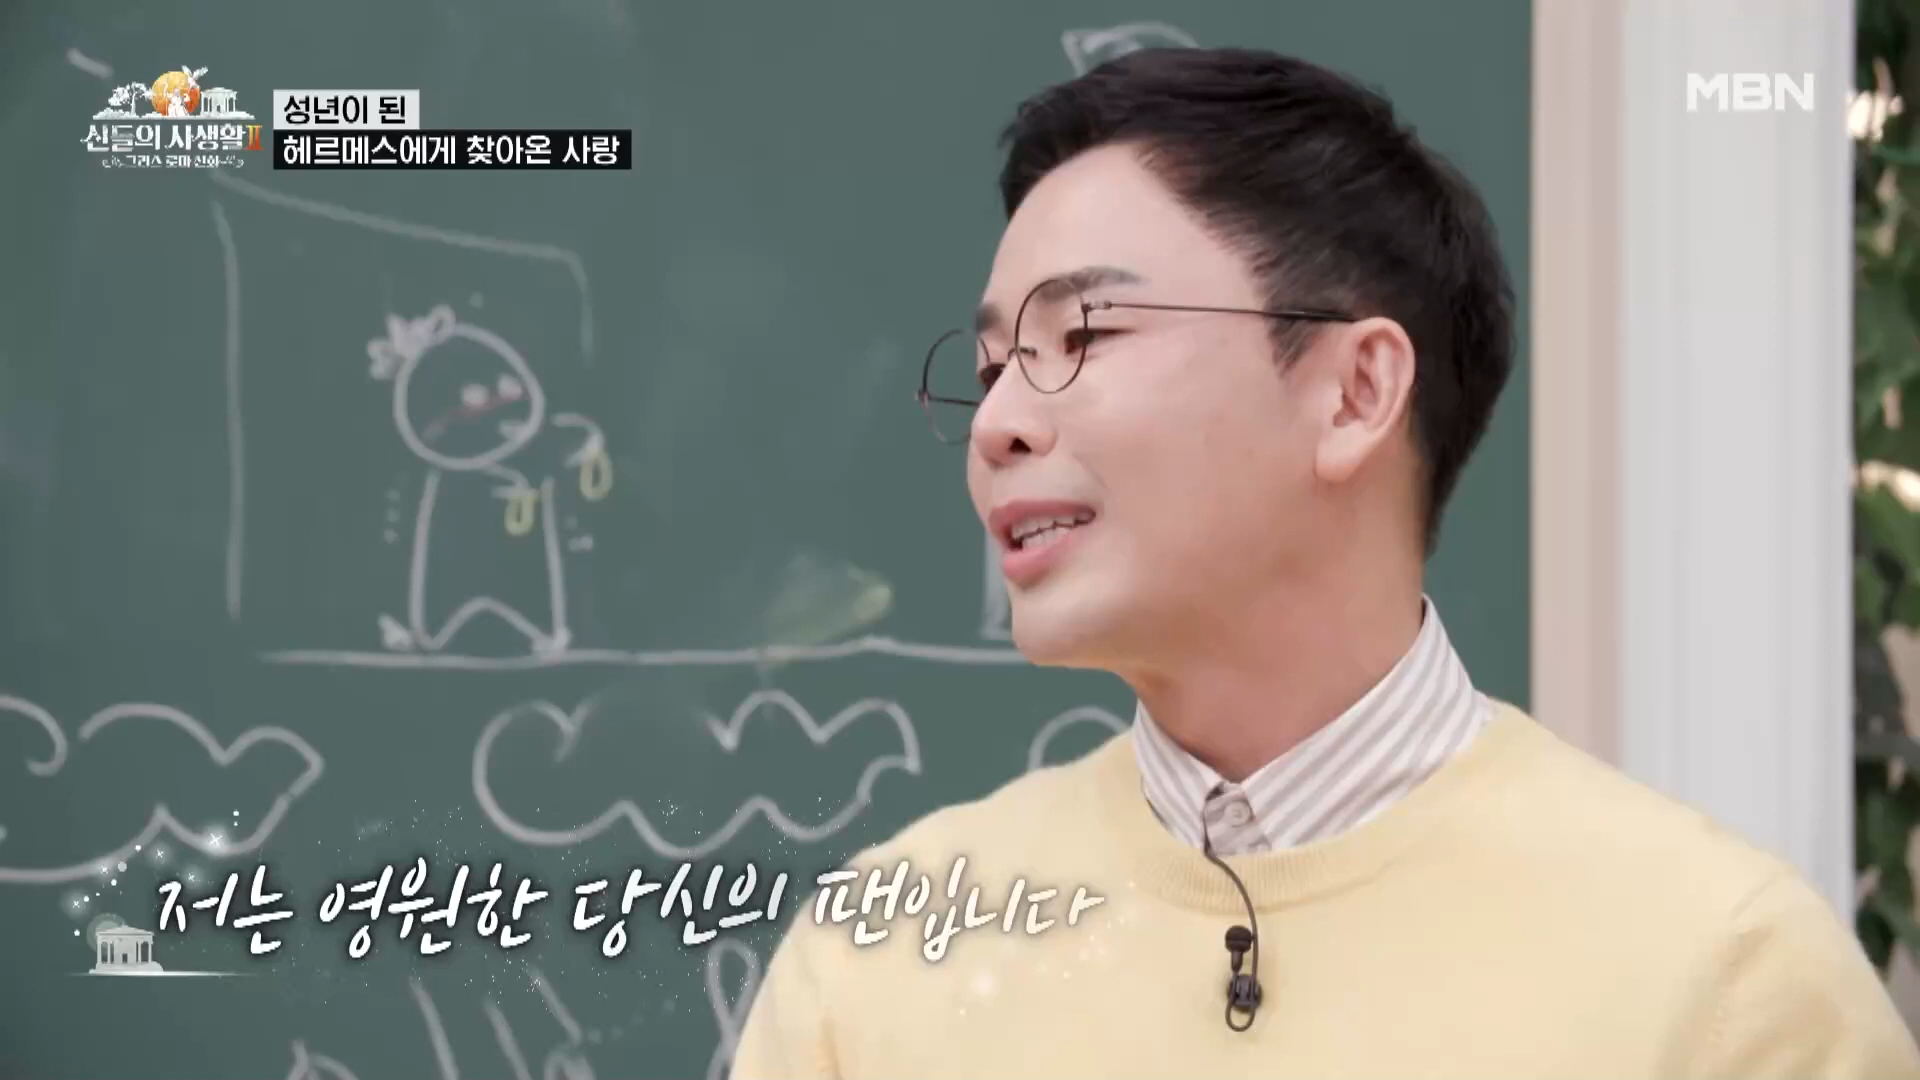 신들의 사생활 II
그리스 로마 신화
성년이 된
헤르메스에게 찾아온 사랑
MBN
저는 영원한 당신의 팬입니다